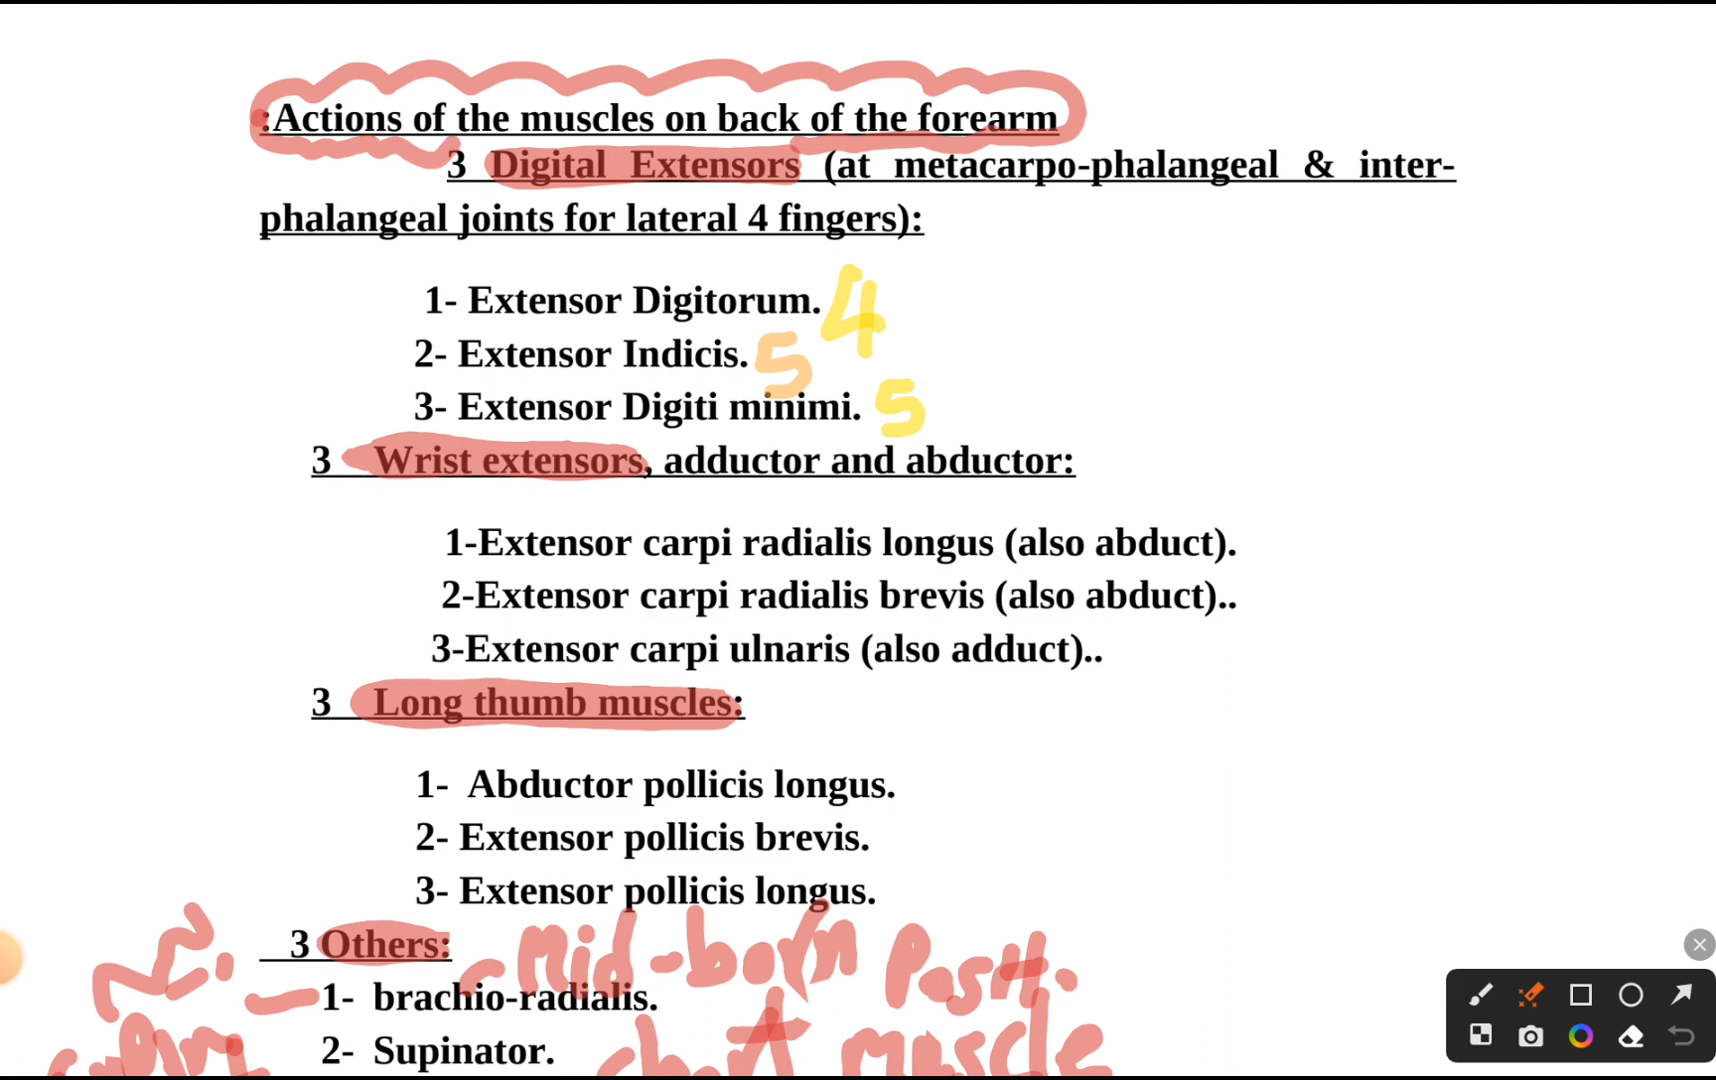 :Actions of the muscles on back of the forearm
3 Digital Extensors (at metacarpo-phalangeal & inter-
phalangeal joints for lateral 4 fingers):
1- Extensor Digitorum. 4
2- Extensor Indicis. 5
3- Extensor Digiti minimi. 5
3 Wrist extensors, adductor and abductor:
1-Extensor carpi radialis longus (also abduct).
2-Extensor carpi radialis brevis (also abduct)..
3-Extensor carpi ulnaris (also adduct)..
3 Long thumb muscles:
1- Abductor pollicis longus.
2- Extensor pollicis brevis.
3- Extensor pollicis longus.
3 Others:
1- brachio-radialis.
2- Supinator.
muscle